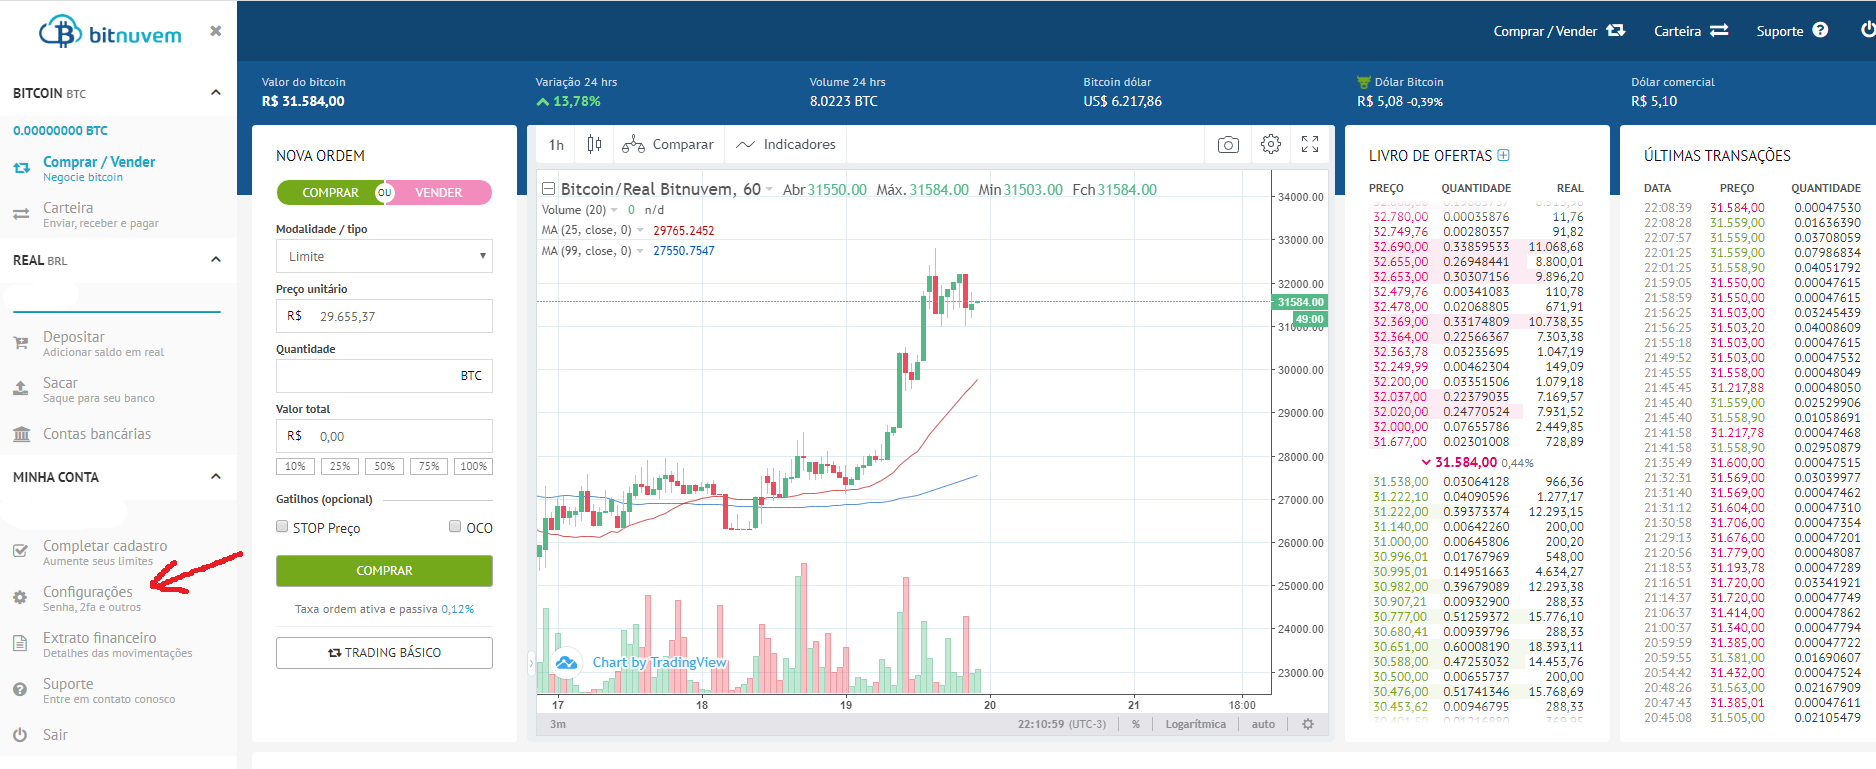 bitnuvem
Comprar / Vender
Carteira
Suporte
BITCOIN BTC
0.00000000 BTC
Comprar / Vender
Negocie bitcoin
Carteira
Enviar, receber e pagar
REAL BRL
Depositar
Adicionar saldo em real
Sacar
Saque para seu banco
Contas bancárias
MINHA CONTA
Completar cadastro
Aumente seus limites
Configurações
Senha, 2fa e outros
Extrato financeiro
Detalhes das movimentações
Suporte
Entre em contato conosco
Sair
Valor do bitcoin
R$ 31.584,00
Variação 24 hrs
13,78%
Volume 24 hrs
8.0223 BTC
Bitcoin dólar
US$ 6.217,86
Dólar Bitcoin
R$ 5,08 -0,39%
Dólar comercial
R$ 5,10
NOVA ORDEM
COMPRAR OU VENDER
Modalidade / tipo
Limite
Preço unitário
R$ 29.655,37
Quantidade
BTC
Valor total
R$ 0,00
10% 25% 50% 75% 100%
Gatilhos (opcional)
STOP Preço OCO
COMPRAR
Taxa ordem ativa e passiva 0,12%
TRADING BÁSICO
1h Comparar Indicadores
Bitcoin/Real Bitnuvem, 60 Abr 31550.00 Máx. 31584.00 Min 31503.00 Fch 31584.00
Volume (20) 0 n/d
MA (25, close, 0) 29765.2452
MA (99, close, 0) 27550.7547
34000.00
33000.00
32000.00
31584.00
49:00
31000.00
30000.00
29000.00
28000.00
27000.00
26000.00
25000.00
24000.00
23000.00
Chart by TradingView
17 18 19 20 21 18:00
3m 22:10:59 (UTC-3) % Logarítmica auto
LIVRO DE OFERTAS
PREÇO QUANTIDADE REAL
32.780,00 0.00035876 11,76
32.749,76 0.00280357 91,82
32.690,00 0.33859533 11.068,68
32.655,00 0.26948441 8.800,01
32.653,00 0.30307156 9.896,20
32.479,76 0.00341083 110,78
32.478,00 0.02068805 671,91
32.369,00 0.33174809 10.738,35
32.364,00 0.22566367 7.303,38
32.363,78 0.03235695 1.047,19
32.249,99 0.00462304 149,09
32.200,00 0.03351506 1.079,18
32.037,00 0.22379035 7.169,57
32.020,00 0.24770524 7.931,52
32.000,00 0.07655786 2.449,85
31.677,00 0.02301008 728,89
31.584,00 0,44%
31.538,00 0.03064128 966,36
31.222,10 0.04090596 1.277,17
31.222,00 0.39373374 12.293,15
31.140,00 0.00642260 200,00
31.000,00 0.00645806 200,20
30.996,01 0.01767969 548,00
30.995,01 0.14951663 4.634,27
30.982,00 0.39679089 12.293,38
30.907,21 0.00932900 288,33
30.777,00 0.51259372 15.776,10
30.680,41 0.00939796 288,33
30.651,00 0.60008190 18.393,11
30.588,00 0.47253032 14.453,76
30.500,00 0.00655737 200,00
30.476,00 0.51741346 15.768,69
30.453,62 0.00946795 288,33
ÚLTIMAS TRANSAÇÕES
DATA PREÇO QUANTIDADE
22:08:39 31.584,00 0.00047530
22:08:28 31.559,00 0.01636390
22:07:57 31.559,00 0.03708059
22:01:25 31.559,00 0.07986834
22:01:25 31.558,90 0.04051792
21:59:05 31.550,00 0.00047615
21:58:59 31.550,00 0.00047615
21:56:25 31.503,00 0.03245439
21:56:25 31.503,20 0.04008609
21:55:18 31.503,00 0.00047615
21:49:52 31.503,00 0.00047532
21:45:55 31.558,00 0.00048049
21:45:45 31.217,88 0.00048050
21:45:40 31.559,00 0.02529906
21:45:40 31.558,90 0.01058691
21:41:58 31.217,78 0.00047468
21:41:58 31.558,90 0.02950879
21:35:49 31.600,00 0.00047515
21:32:31 31.569,00 0.03039977
21:31:40 31.569,00 0.00047462
21:31:12 31.604,00 0.00047310
21:30:58 31.706,00 0.00047354
21:29:13 31.676,00 0.00047201
21:20:56 31.779,00 0.00048087
21:18:53 31.193,78 0.00047289
21:16:51 31.720,00 0.03341921
21:14:37 31.720,00 0.00047749
21:06:37 31.414,00 0.00047862
21:00:37 31.340,00 0.00047794
20:59:59 31.385,00 0.00047722
20:59:55 31.381,00 0.01690607
20:54:42 31.432,00 0.00047524
20:48:26 31.563,00 0.02167909
20:47:43 31.385,01 0.00047611
20:45:08 31.505,00 0.02105479